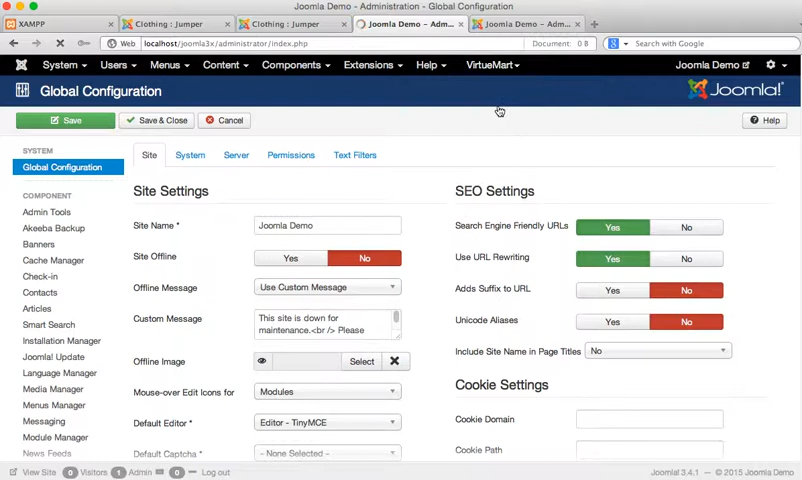 Joomla Demo - Administration - Global Configuration
XAMPP
Clothing : Jumper
Clothing : Jumper
Joomla Demo – Adm...
Joomla Demo – Adm...
Web
localhost/joomla3x/administrator/index.php
Document: 0 B
Search with Google
System
Users
Menus
Content
Components
Extensions
Help
VirtueMart
Joomla Demo
Global Configuration
Joomla!
Save
Save & Close
Cancel
Help
SYSTEM
Global Configuration
COMPONENT
Admin Tools
Akeeba Backup
Banners
Cache Manager
Check-in
Contacts
Articles
Smart Search
Installation Manager
Joomla! Update
Language Manager
Media Manager
Menus Manager
Messaging
Module Manager
News Feeds
Site
System
Server
Permissions
Text Filters
Site Settings
Site Name *
Joomla Demo
Site Offline
Yes
No
Offline Message
Use Custom Message
Custom Message
This site is down for
maintenance.<br /> Please
Offline Image
Select
Mouse-over Edit Icons for
Modules
Default Editor *
Editor - TinyMCE
Default Captcha *
- None Selected -
SEO Settings
Search Engine Friendly URLs
Yes
No
Use URL Rewriting
Yes
No
Adds Suffix to URL
Yes
No
Unicode Aliases
Yes
No
Include Site Name in Page Titles
No
Cookie Settings
Cookie Domain
Cookie Path
View Site
0
Visitors
1
Admin
0
Log out
Joomla! 3.4.1 — © 2015 Joomla Demo